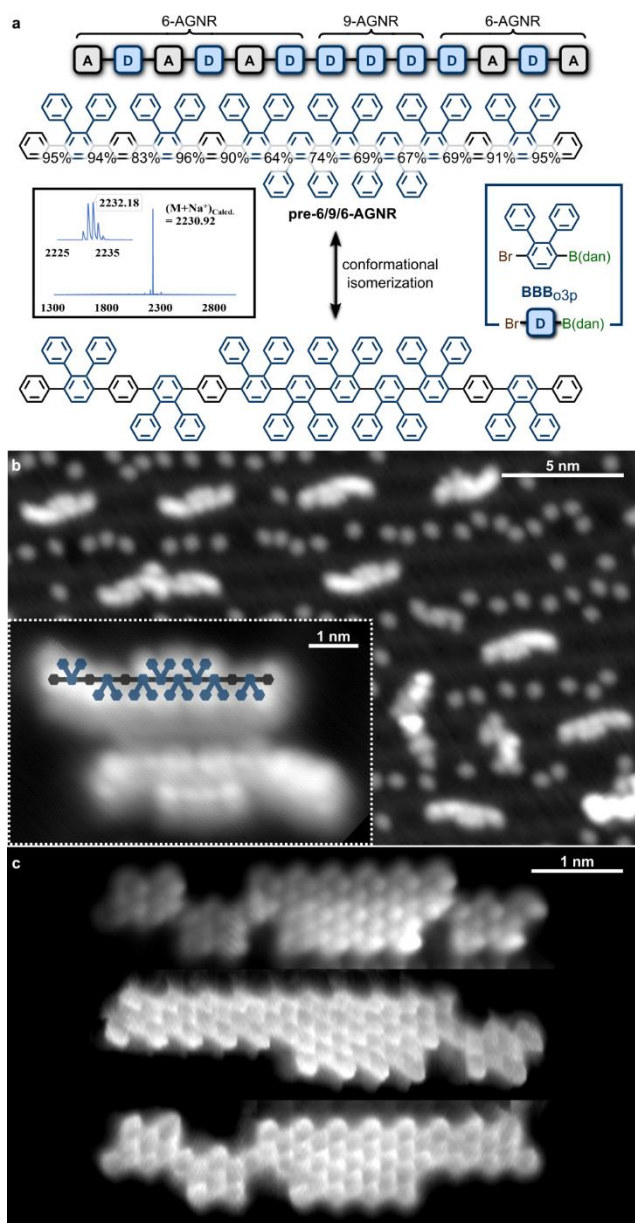 a
6-AGNR 9-AGNR 6-AGNR
A D A D A D D D D D A D A
95% 94% 83% 96% 90% 64% 74% 69% 67% 69% 91% 95%
pre-6/9/6-AGNR
2232.18
(M+Na⁺)Calcd.
= 2230.92
2225 2235
1300 1800 2300 2800
conformational
isomerization
Br B(dan)
BBBo3p
Br D B(dan)
b
5 nm
1 nm
c
1 nm